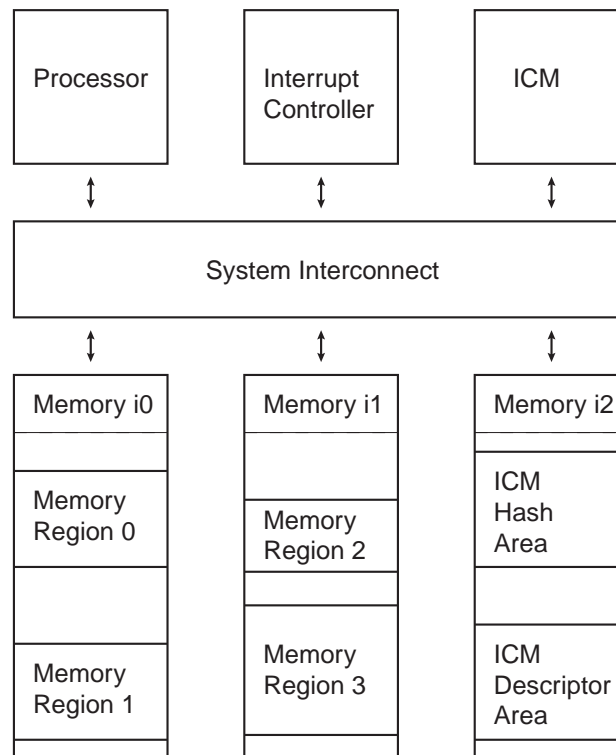 Processor
Interrupt
Controller
ICM
System Interconnect
Memory i0
Memory i1
Memory i2
Memory
Region 0
Memory
Region 2
ICM
Hash
Area
Memory
Region 1
Memory
Region 3
ICM
Descriptor
Area